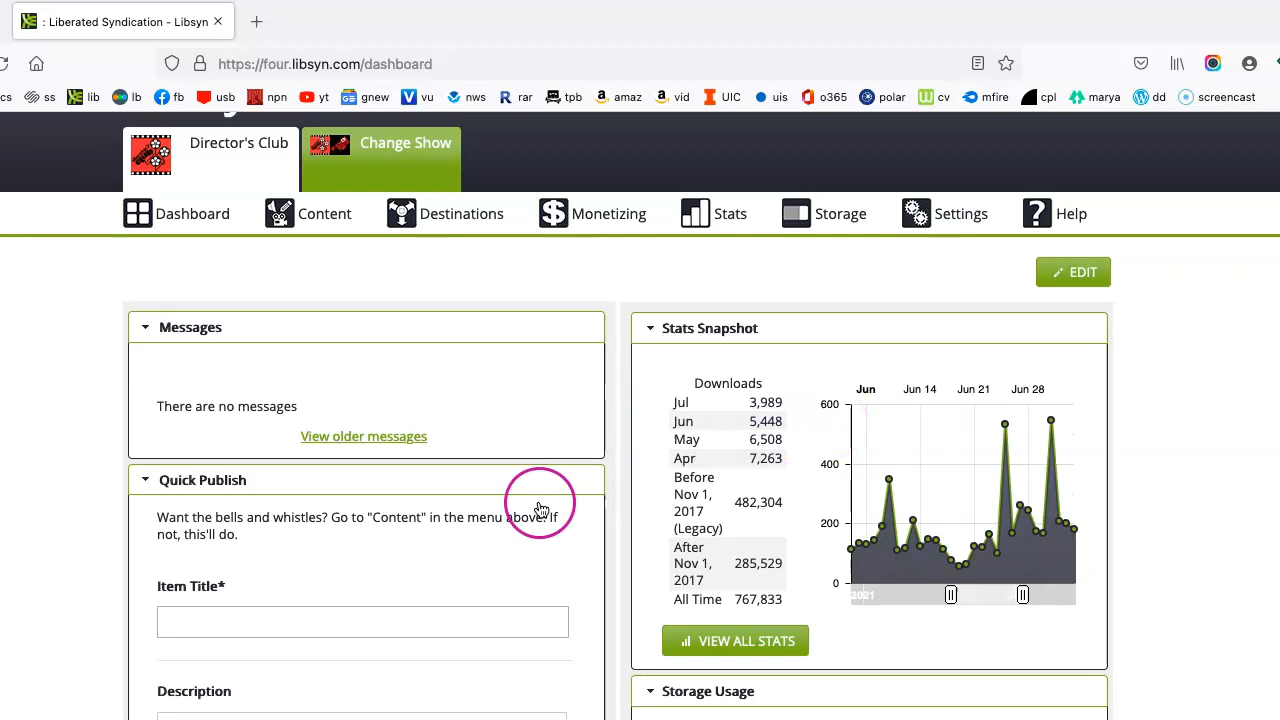 : Liberated Syndication - Libsyn
https://four.libsyn.com/dashboard
cs ss lib lb fb usb npn yt gnew vu nws rar tpb amaz vid UIC uis o365 polar cv mfire cpl marya dd screencast
Director's Club
Change Show
Dashboard Content Destinations Monetizing Stats Storage Settings Help
EDIT
Messages
There are no messages
View older messages
Quick Publish
Want the bells and whistles? Go to "Content" in the menu above. If
not, this'll do.
Item Title*
Description
Stats Snapshot
Downloads
Jul 3,989
Jun 5,448
May 6,508
Apr 7,263
Before
Nov 1,
2017
(Legacy)
482,304
After
Nov 1,
2017
285,529
All Time 767,833
Jun Jun 14 Jun 21 Jun 28
600
400
200
0
2021
VIEW ALL STATS
Storage Usage